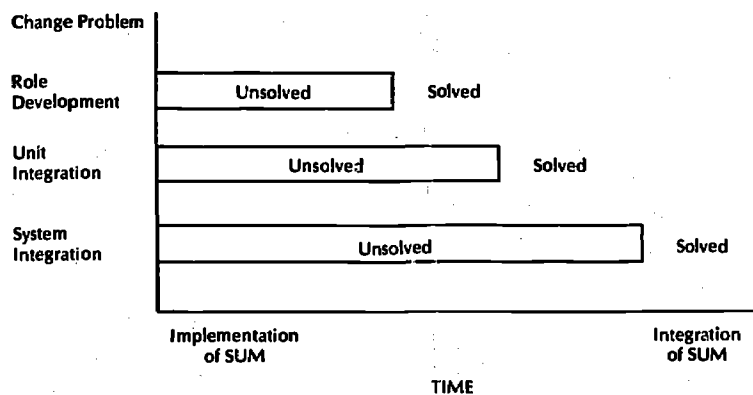 Change Problem
Role
Development
Unsolved
Solved
Unit
Integration
Unsolved
Solved
System
Integration
Unsolved
Solved
Implementation
of SUM
Integration
of SUM
TIME